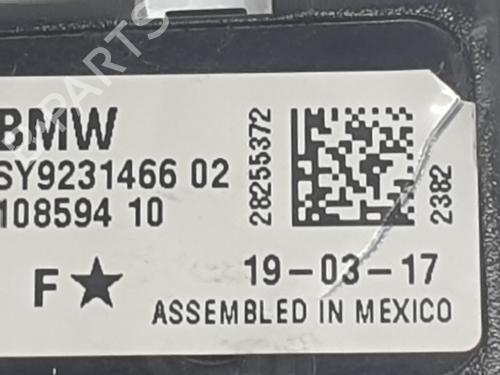 BMW
SY9231466 02
108594 10
F★
28255372
2382
19-03-17
ASSEMBLED IN MEXICO